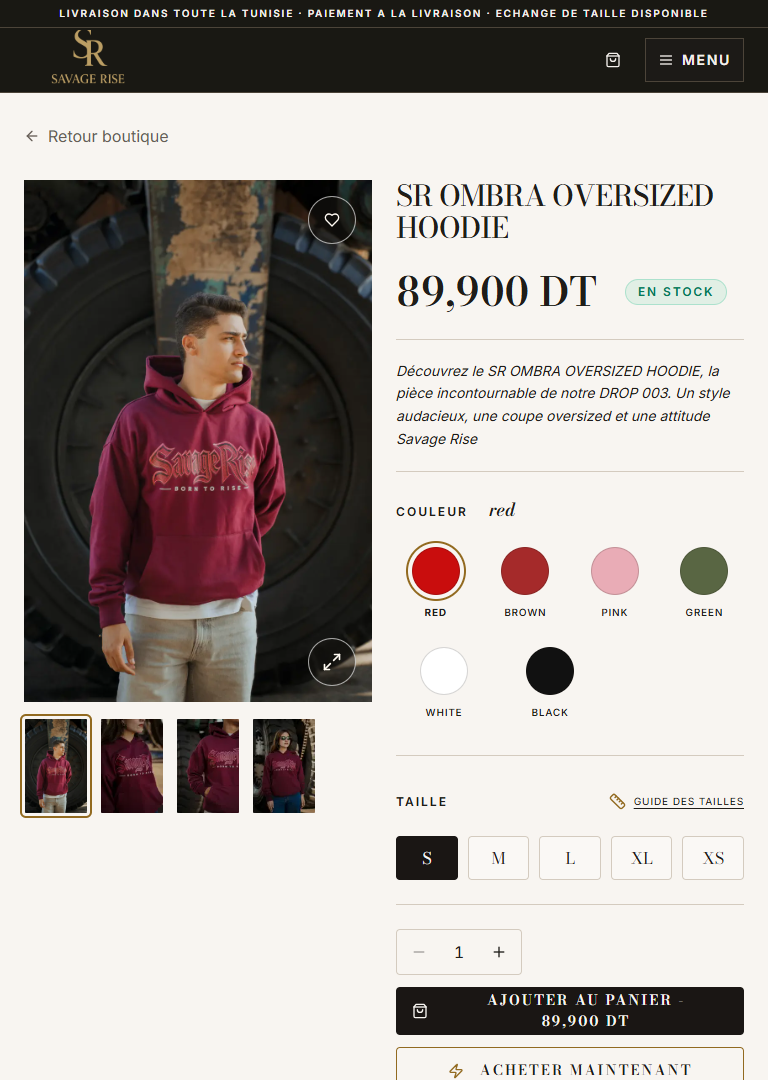 LIVRAISON DANS TOUTE LA TUNISIE · PAIEMENT A LA LIVRAISON · ECHANGE DE TAILLE DISPONIBLE
SR
SAVAGE RISE
MENU
Retour boutique
SR OMBRA OVERSIZED
HOODIE
89,900 DT
EN STOCK
Découvrez le SR OMBRA OVERSIZED HOODIE, la
pièce incontournable de notre DROP 003. Un style
audacieux, une coupe oversized et une attitude
Savage Rise
COULEUR red
RED
BROWN
PINK
GREEN
WHITE
BLACK
TAILLE
GUIDE DES TAILLES
S
M
L
XL
XS
1
AJOUTER AU PANIER -
89,900 DT
ACHETER MAINTENANT
Savage Rise
BORN TO RISE